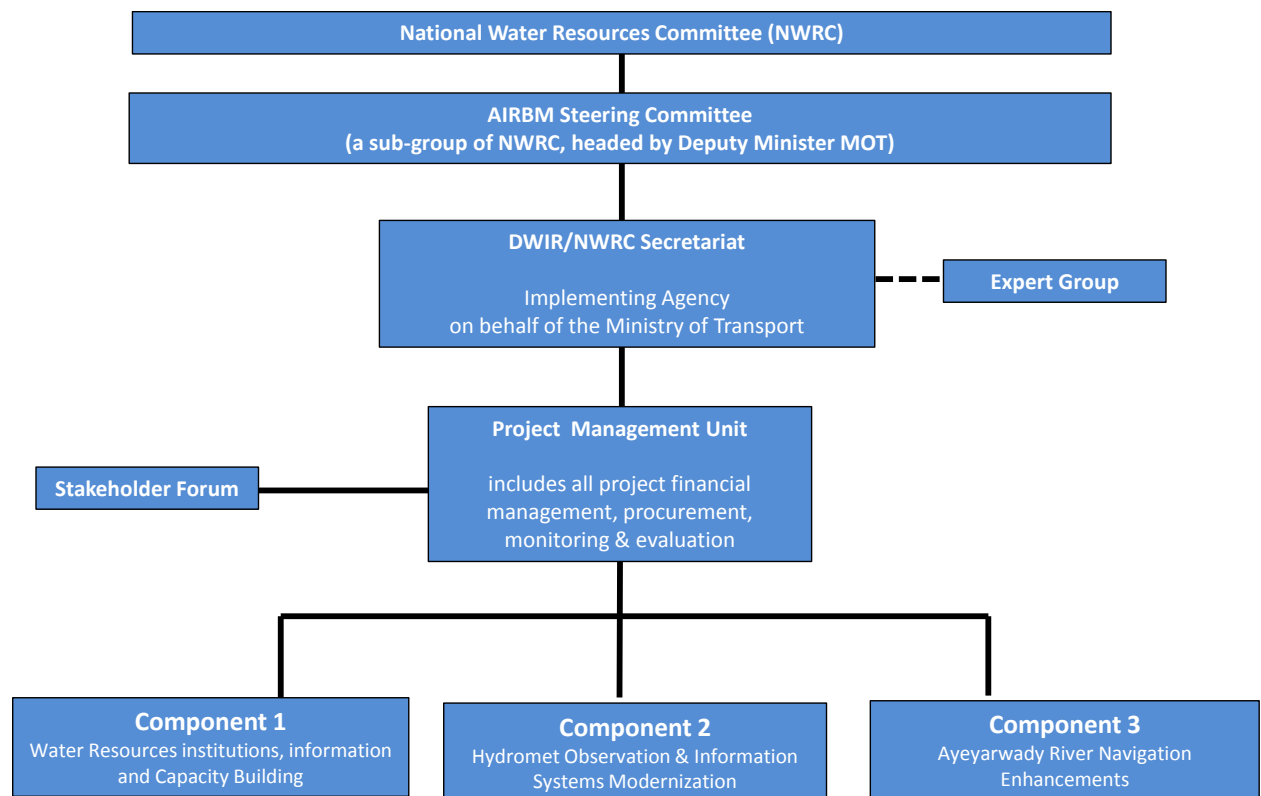 National Water Resources Committee (NWRC)
AIRBM Steering Committee
(a sub-group of NWRC, headed by Deputy Minister MOT)
DWIR/NWRC Secretariat
Implementing Agency
on behalf of the Ministry of Transport
Expert Group
Project Management Unit
includes all project financial
management, procurement,
monitoring & evaluation
Stakeholder Forum
Component 1
Water Resources institutions, information
and Capacity Building
Component 2
Hydromet Observation & Information
Systems Modernization
Component 3
Ayeyarwady River Navigation
Enhancements